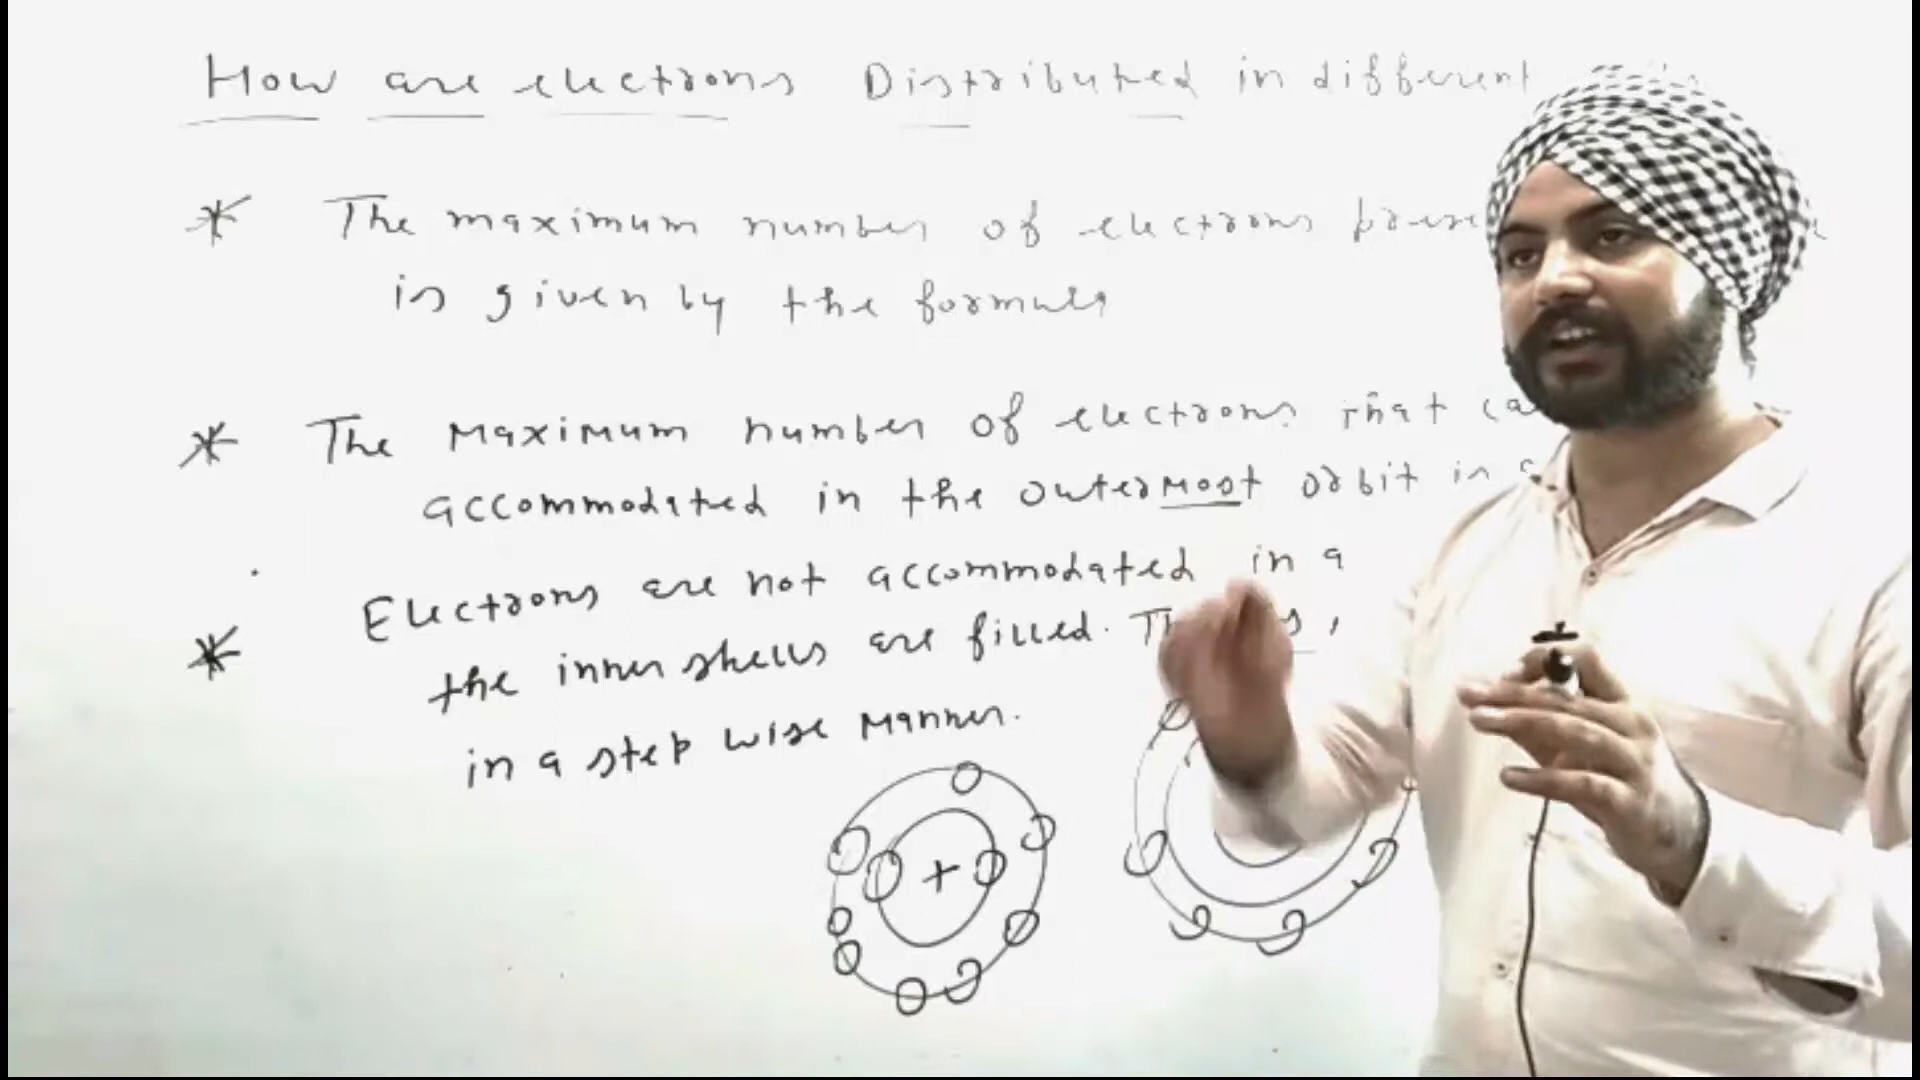 How are electrons Distributed in different
* The maximum number of electrons
is given by the formula
* The Maximum number of electrons that
accommodated in the outermost orbit in
* Electrons are not accommodated in a
the inner shells are filled.
in a step wise Manner.
+